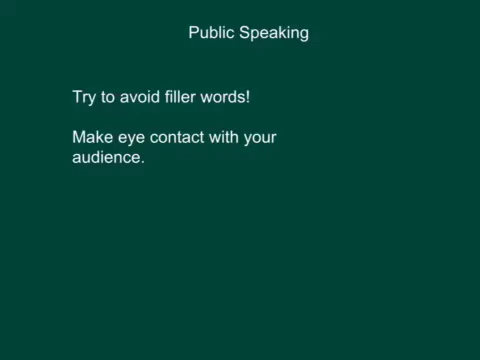 Public Speaking
Try to avoid filler words!
Make eye contact with your
audience.